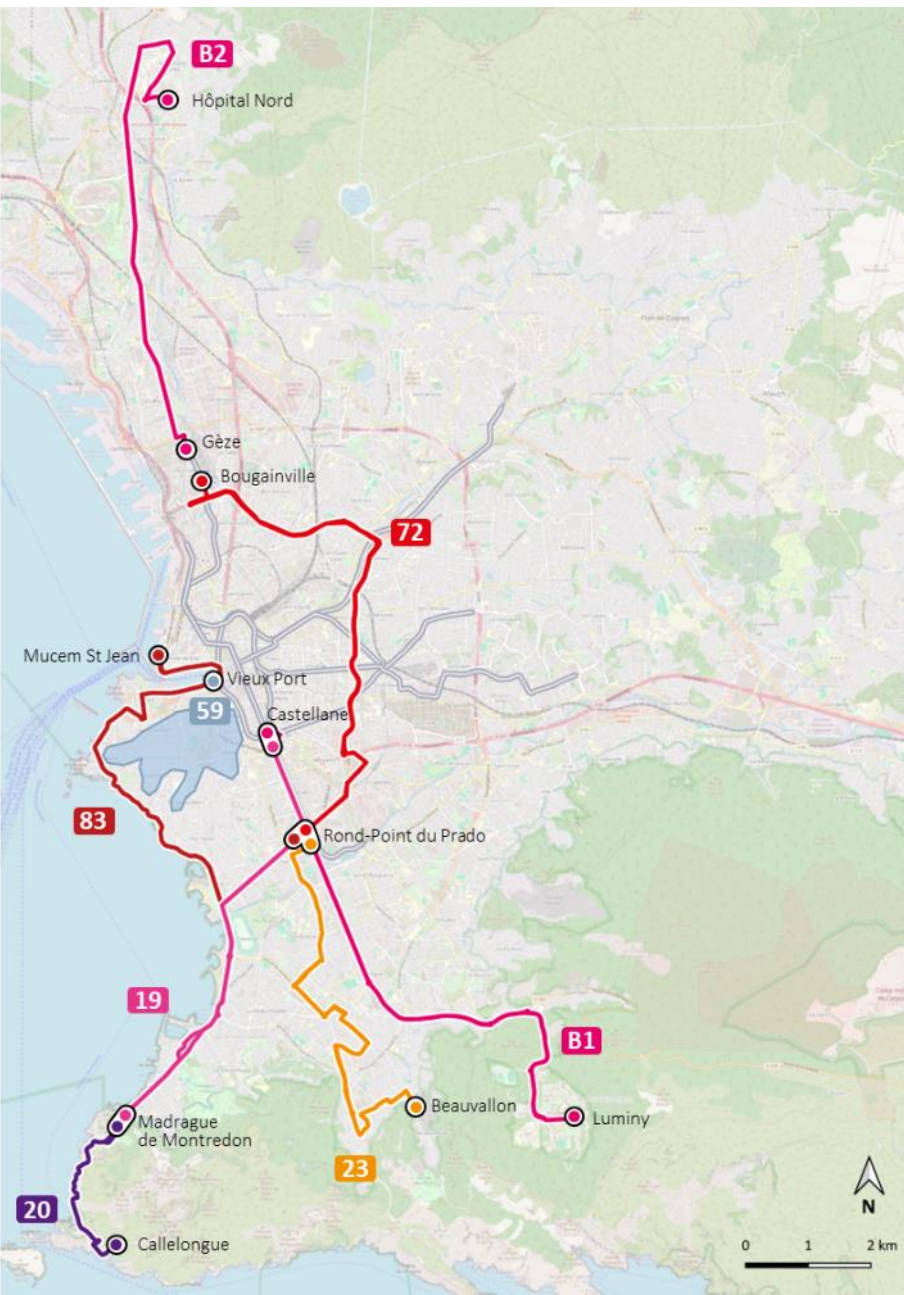 B2
Hôpital Nord
Gèze
Bougainville
72
Mucem St Jean
Vieux Port
59
Castellane
83
Rond-Point du Prado
19
B1
Beauvallon
Luminy
Madrague
de Montredon
23
20
Callelongue
N
0 1 2 km